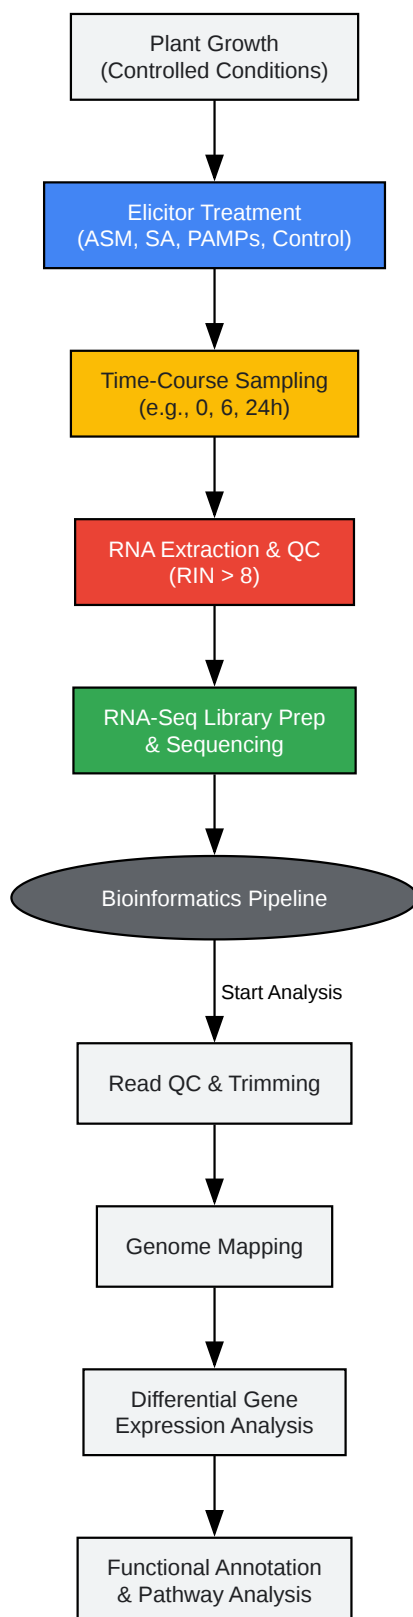 Plant Growth
(Controlled Conditions)
Elicitor Treatment
(ASM, SA, PAMPs, Control)
Time-Course Sampling
(e.g., 0, 6, 24h)
RNA Extraction & QC
(RIN > 8)
RNA-Seq Library Prep
& Sequencing
Bioinformatics Pipeline
Start Analysis
Read QC & Trimming
Genome Mapping
Differential Gene
Expression Analysis
Functional Annotation
& Pathway Analysis